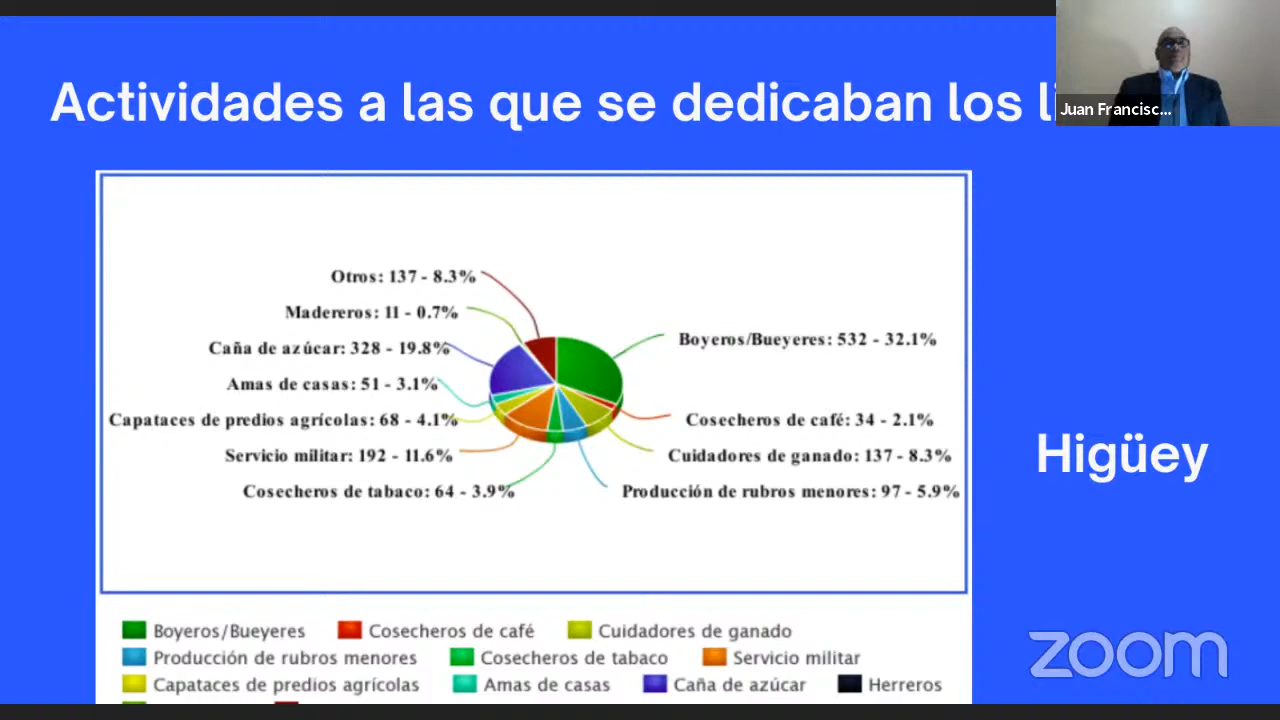 Actividades a las que se dedicaban los
Juan Francisc...
Otros: 137 - 8.3%
Madereros: 11 - 0.7%
Caña de azúcar: 328 - 19.8%
Amas de casas: 51 - 3.1%
Capataces de predios agrícolas: 68 - 4.1%
Servicio militar: 192 - 11.6%
Cosecheros de tabaco: 64 - 3.9%
Boyeros/Bueyeres: 532 - 32.1%
Cosecheros de café: 34 - 2.1%
Cuidadores de ganado: 137 - 8.3%
Producción de rubros menores: 97 - 5.9%
Higüey
Boyeros/Bueyeres Cosecheros de café Cuidadores de ganado
Producción de rubros menores Cosecheros de tabaco Servicio militar
Capataces de predios agrícolas Amas de casas Caña de azúcar Herreros
zoom